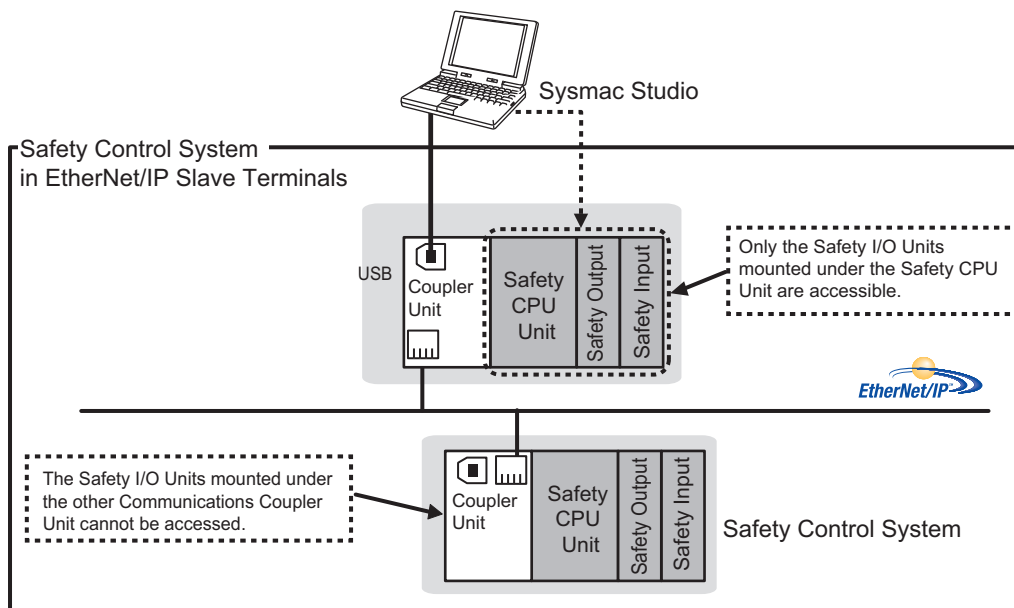 Sysmac Studio
Safety Control System
in EtherNet/IP Slave Terminals
USB
Coupler
Unit
Safety
CPU
Unit
Safety Output
Safety Input
Only the Safety I/O Units
mounted under the Safety CPU
Unit are accessible.
EtherNet/IP™
The Safety I/O Units mounted under
the other Communications Coupler
Unit cannot be accessed.
Coupler
Unit
Safety
CPU
Unit
Safety Output
Safety Input
Safety Control System